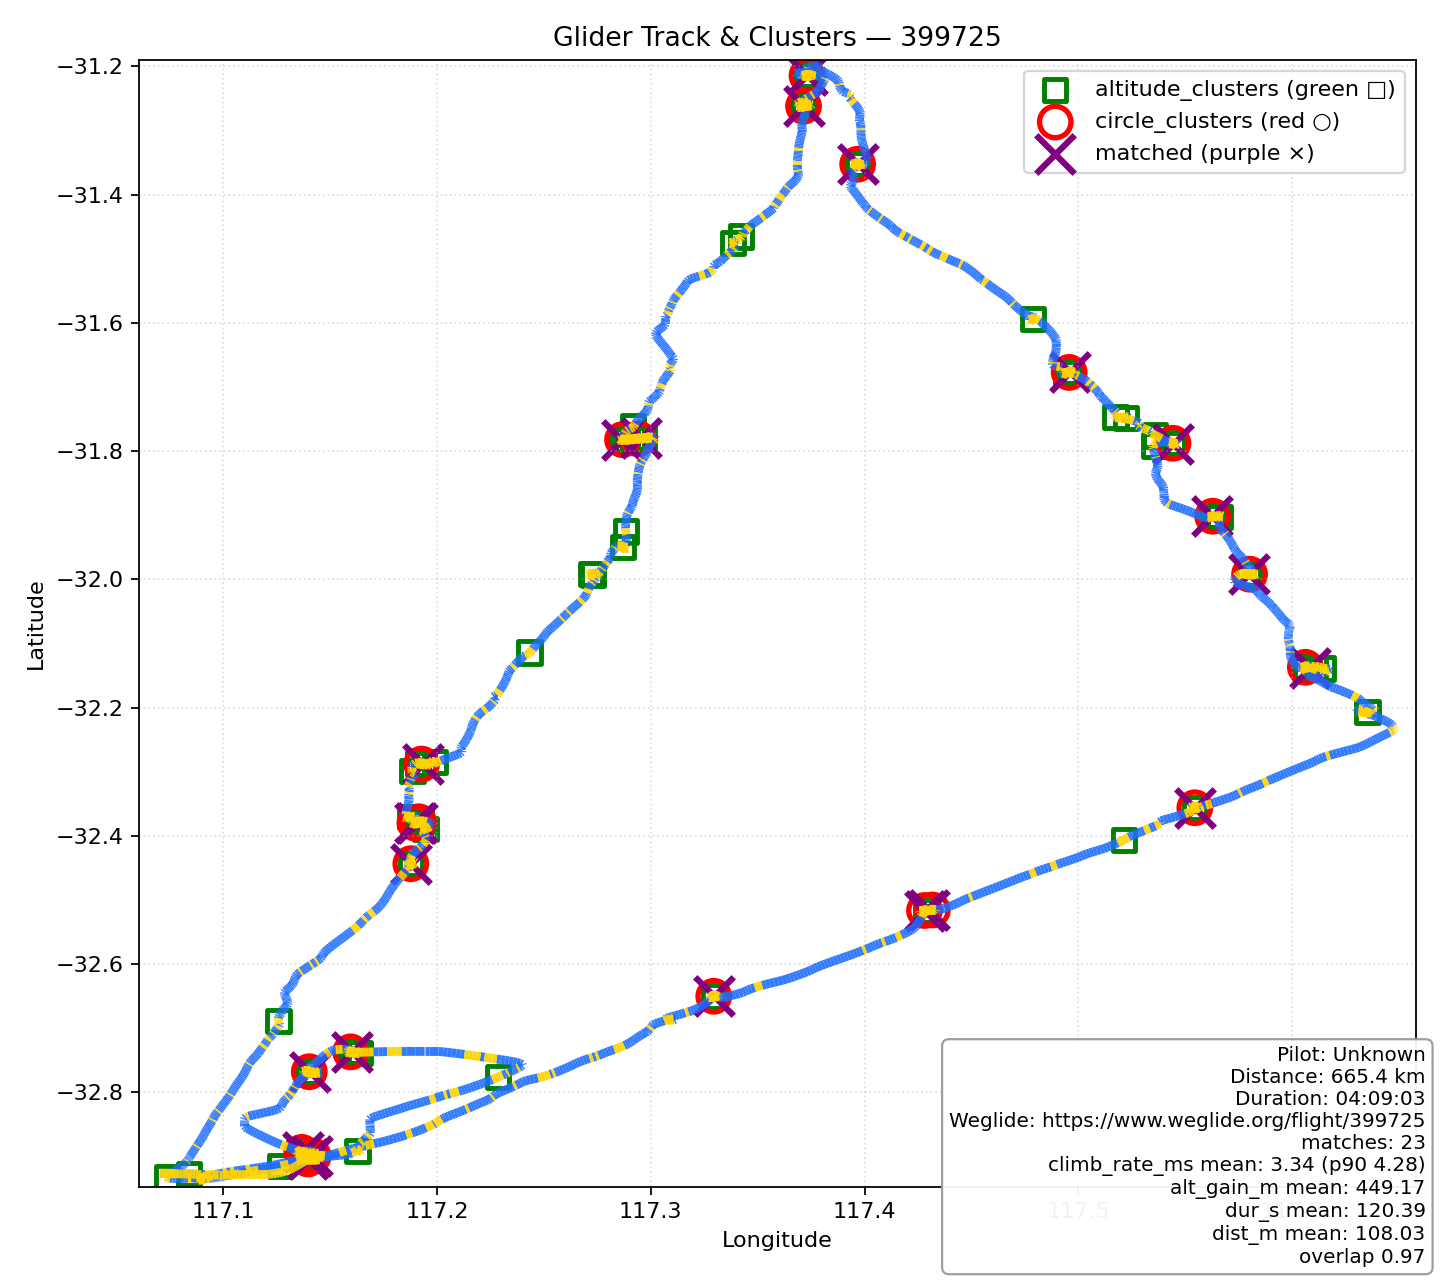 Glider Track & Clusters — 399725
altitude_clusters (green □)
circle_clusters (red ○)
matched (purple ×)
Latitude
−31.2
−31.4
−31.6
−31.8
−32.0
−32.2
−32.4
−32.6
−32.8
117.1
117.2
117.3
117.4
117.5
Longitude
Pilot: Unknown
Distance: 665.4 km
Duration: 04:09:03
Weglide: https://www.weglide.org/flight/399725
matches: 23
climb_rate_ms mean: 3.34 (p90 4.28)
alt_gain_m mean: 449.17
dur_s mean: 120.39
dist_m mean: 108.03
overlap 0.97